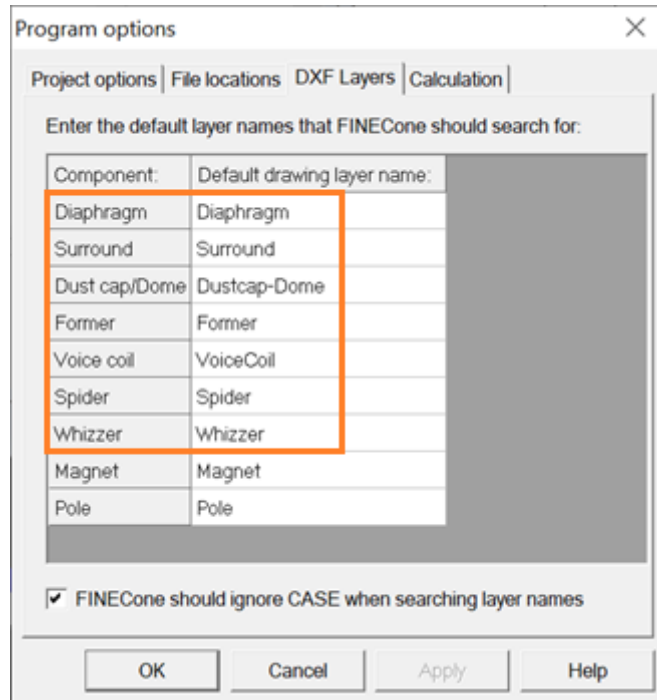 Program options
Project options File locations DXF Layers Calculation
Enter the default layer names that FINECone should search for:
Component: Default drawing layer name:
Diaphragm Diaphragm
Surround Surround
Dust cap/Dome Dustcap-Dome
Former Former
Voice coil VoiceCoil
Spider Spider
Whizzer Whizzer
Magnet Magnet
Pole Pole
FINECone should ignore CASE when searching layer names
OK Cancel Apply Help